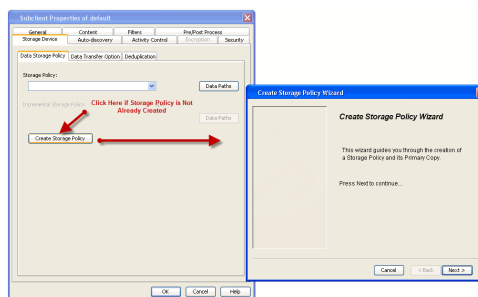 Subclient Properties of default
General Content Filters Pre/Post Process
Storage Device Auto-discovery Activity Control Encryption Security
Data Storage Policy Data Transfer Option Deduplication
Storage Policy:
Data Paths
Incremental Storage Policy:
Click Here if Storage Policy is Not
Already Created
Data Paths
Create Storage Policy
OK Cancel Help
Create Storage Policy Wizard
Create Storage Policy Wizard
This wizard guides you through the creation of
a Storage Policy and its Primary Copy.
Press Next to continue...
Cancel < Back Next >